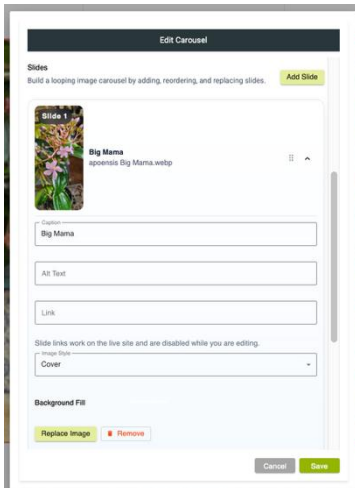 Edit Carousel
Slides
Build a looping image carousel by adding, reordering, and replacing slides.
Add Slide
Slide 1
Big Mama
apoensis Big Mama.webp
Caption
Big Mama
Alt Text
Link
Slide links work on the live site and are disabled while you are editing.
Image Style
Cover
Background Fill
Replace Image
Remove
Cancel
Save